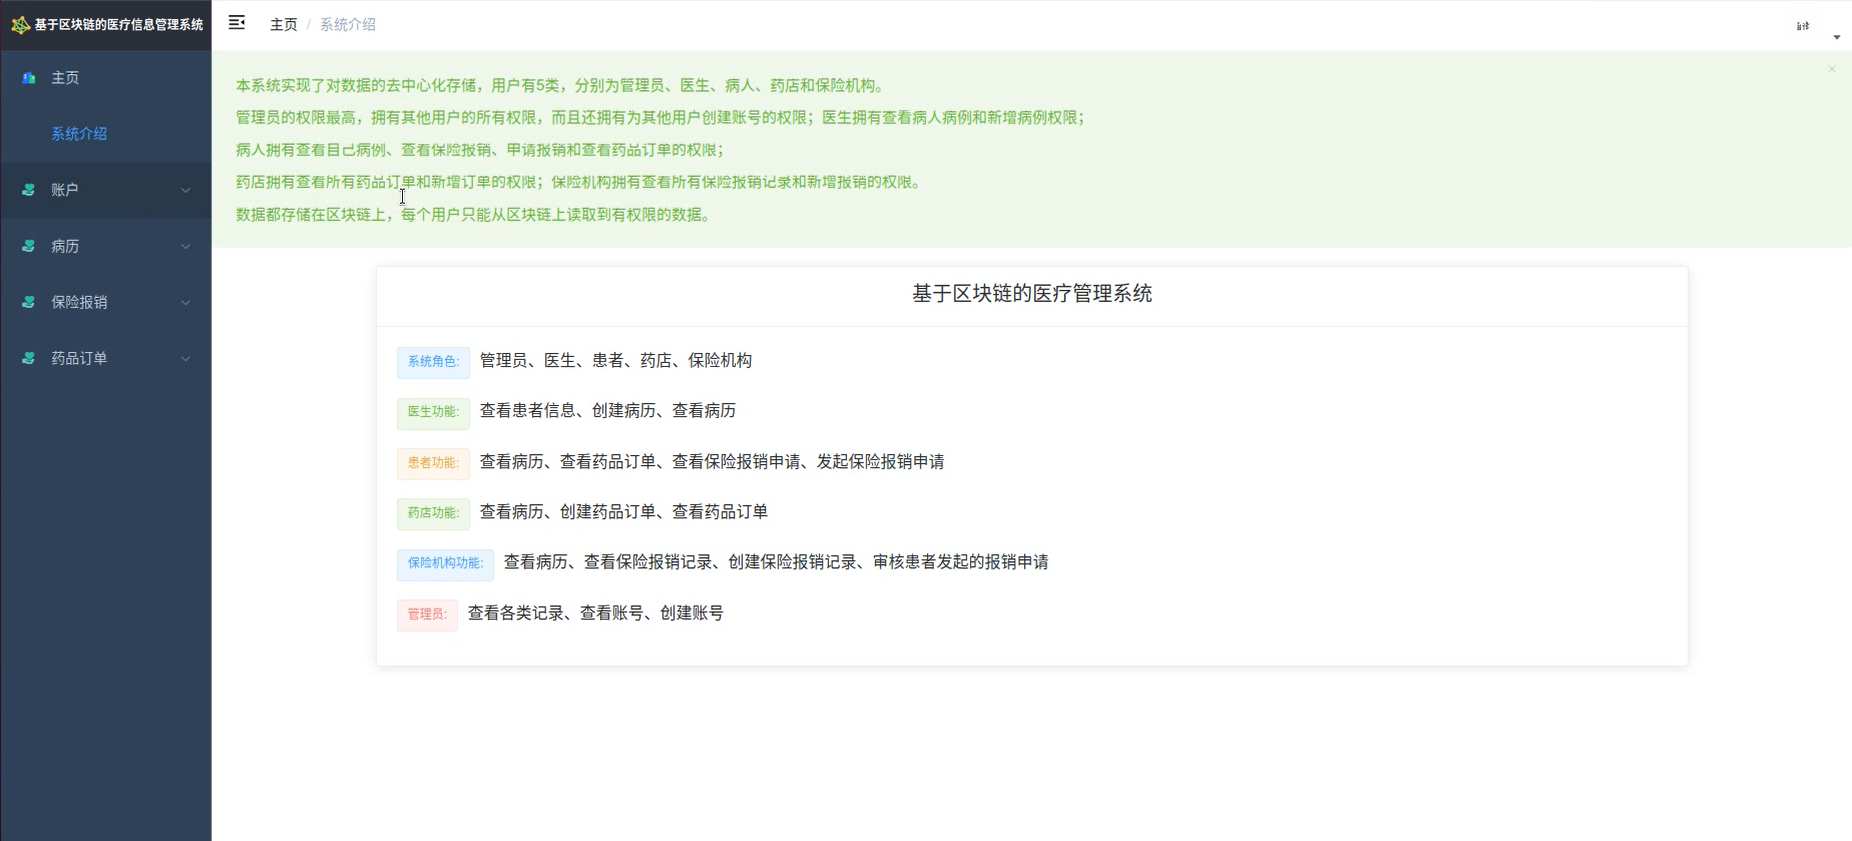 基于区块链的医疗信息管理系统
主页 / 系统介绍
主页
系统介绍
账户
病历
保险报销
药品订单
本系统实现了对数据的去中心化存储，用户有5类，分别为管理员、医生、病人、药店和保险机构。
管理员的权限最高，拥有其他用户的所有权限，而且还拥有为其他用户创建账号的权限；医生拥有查看病人病例和新增病例权限；
病人拥有查看自己病例、查看保险报销、申请报销和查看药品订单的权限；
药店拥有查看所有药品订单和新增订单的权限；保险机构拥有查看所有保险报销记录和新增报销的权限。
数据都存储在区块链上，每个用户只能从区块链上读取到有权限的数据。
基于区块链的医疗管理系统
系统角色: 管理员、医生、患者、药店、保险机构
医生功能: 查看患者信息、创建病历、查看病历
患者功能: 查看病历、查看药品订单、查看保险报销申请、发起保险报销申请
药店功能: 查看病历、创建药品订单、查看药品订单
保险机构功能: 查看病历、查看保险报销记录、创建保险报销记录、审核患者发起的报销申请
管理员: 查看各类记录、查看账号、创建账号